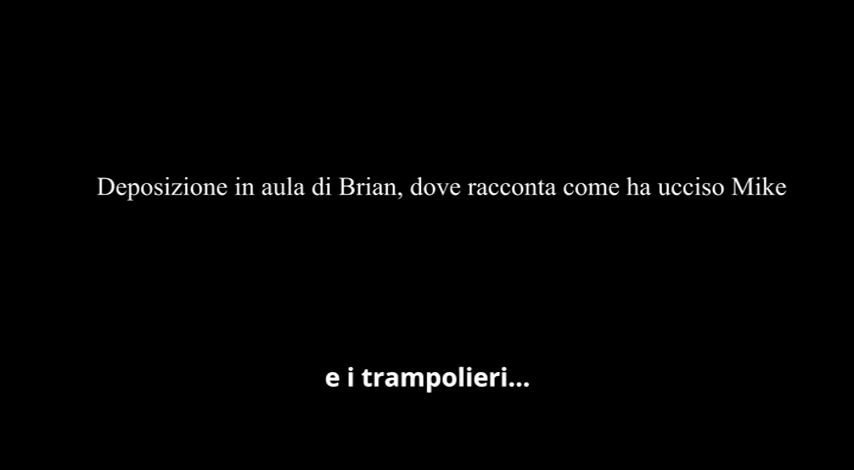 Deposizione in aula di Brian, dove racconta come ha ucciso Mike
e i trampolieri...